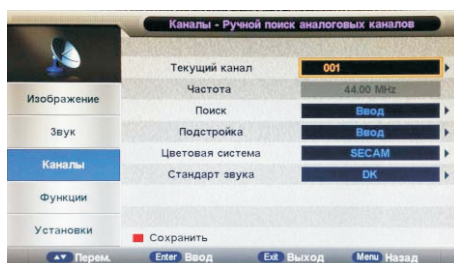 Каналы - Ручной поиск аналоговых каналов
Текущий канал 001
Частота 44.00 MHz
Поиск Ввод
Подстройка Ввод
Цветовая система SECAM
Стандарт звука DK
Изображение
Звук
Каналы
Функции
Установки
Сохранить
Перем. Enter Ввод Exit Выход Menu Назад